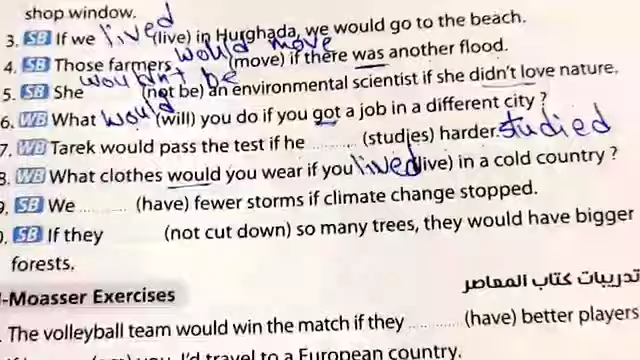 shop window.
3. SB If we lived (live) in Hurghada, we would go to the beach.
4. SB Those farmers would move (move) if there was another flood.
5. SB She wouldn't be (not be) an environmental scientist if she didn't love nature.
6. WB What would (will) you do if you got a job in a different city ?
7. WB Tarek would pass the test if he ............ (studies) harder. studied
8. WB What clothes would you wear if you lived (live) in a cold country ?
9. SB We ............ (have) fewer storms if climate change stopped.
SB If they (not cut down) so many trees, they would have bigger
forests.
-Moasser Exercises تدريبات كتاب المعاصر
The volleyball team would win the match if they ............ (have) better players
you, I'd travel to a European country.